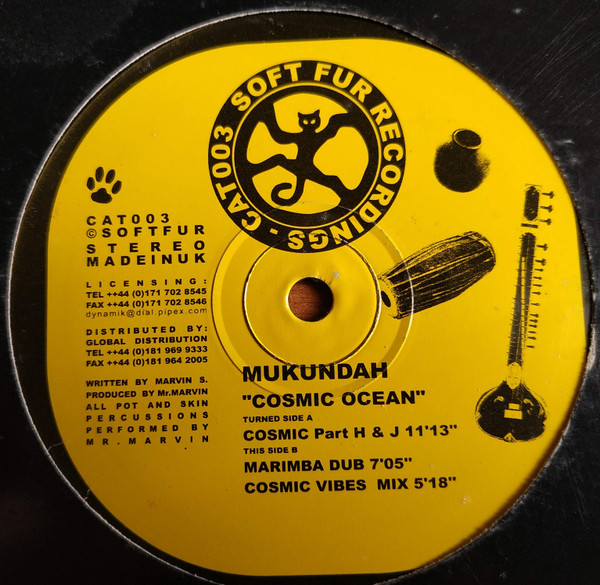 SOFT FUR RECORDINGS - CAT003
CAT003
©SOFTFUR
STEREO
MADEINUK
LICENSING:
TEL ++44 (0)171 702 8545
FAX ++44 (0)171 702 8546
dynamik@dial.pipex.com
DISTRIBUTED BY:
GLOBAL DISTRIBUTION
TEL ++44 (0)181 969 9333
FAX ++44 (0)181 964 2005
WRITTEN BY MARVIN S.
PRODUCED BY Mr.MARVIN
ALL POT AND SKIN
PERCUSSIONS
PERFORMED BY
MR.MARVIN
MUKUNDAH
"COSMIC OCEAN"
TURNED SIDE A
COSMIC Part H & J 11'13"
THIS SIDE B
MARIMBA DUB 7'05"
COSMIC VIBES MIX 5'18"